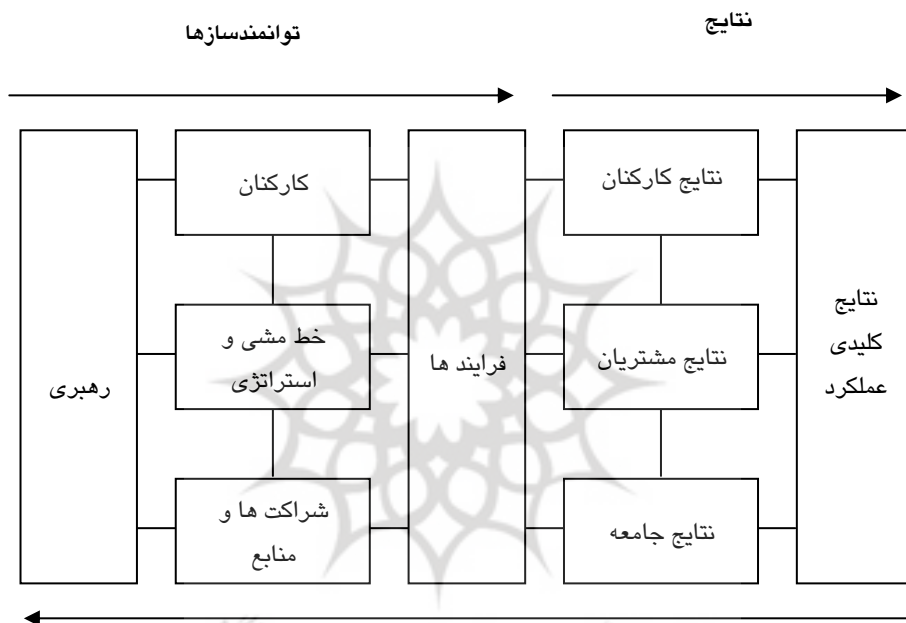 توانمندسازها
نتایج
رهبری
کارکنان
خط مشی و
استراتژی
شراکت ها و
منابع
فرایند ها
نتایج کارکنان
نتایج مشتریان
نتایج جامعه
نتایج
کلیدی
عملکرد